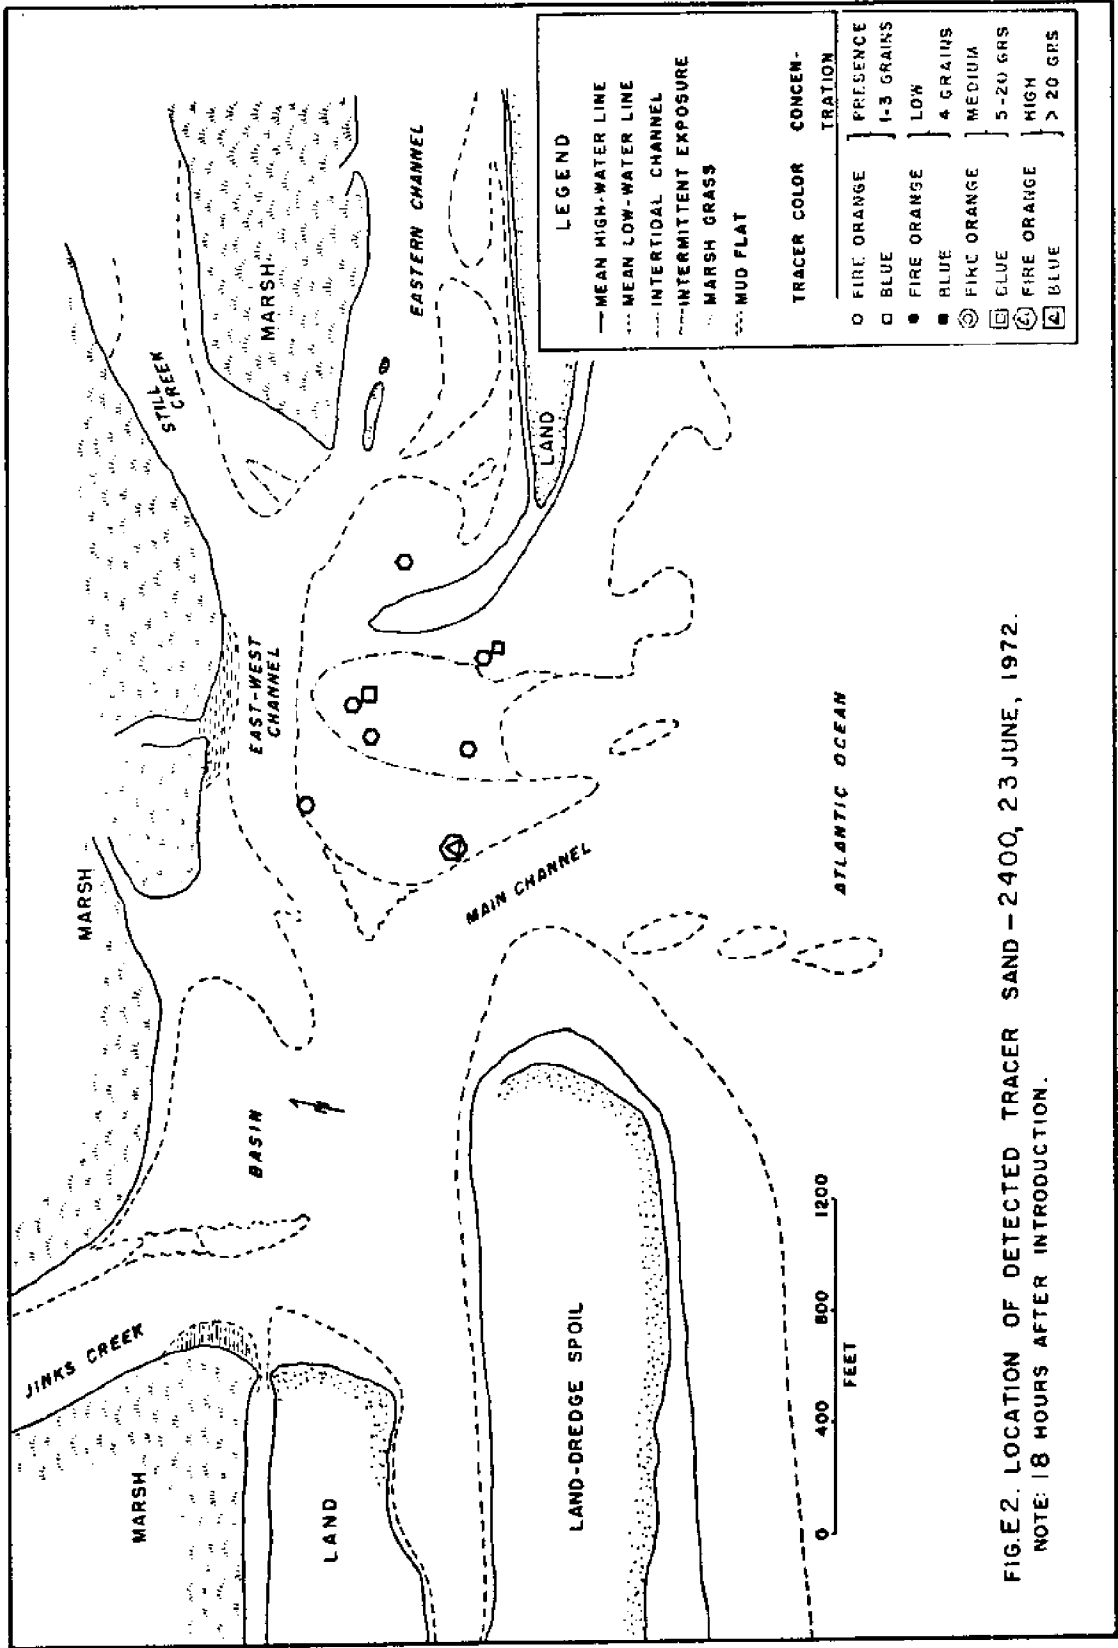 JINKS CREEK
MARSH
LAND
BASIN
MARSH
EAST-WEST
CHANNEL
STILL
CREEK
MARSH
EASTERN CHANNEL
LAND
MAIN CHANNEL
LAND-DREDGE SPOIL
ATLANTIC OCEAN
0 400 800 1200
FEET
LEGEND
MEAN HIGH-WATER LINE
MEAN LOW-WATER LINE
INTERTIDAL CHANNEL
INTERMITTENT EXPOSURE
MARSH GRASS
MUD FLAT
TRACER COLOR CONCEN-
TRATION
FIRE ORANGE PRESENCE
BLUE 1-3 GRAINS
FIRE ORANGE LOW
BLUE 4 GRAINS
FIRE ORANGE MEDIUM
BLUE 5-20 GRS
FIRE ORANGE HIGH
BLUE > 20 GRS
FIG.E2. LOCATION OF DETECTED TRACER SAND-2400, 23 JUNE, 1972.
NOTE: 18 HOURS AFTER INTRODUCTION.